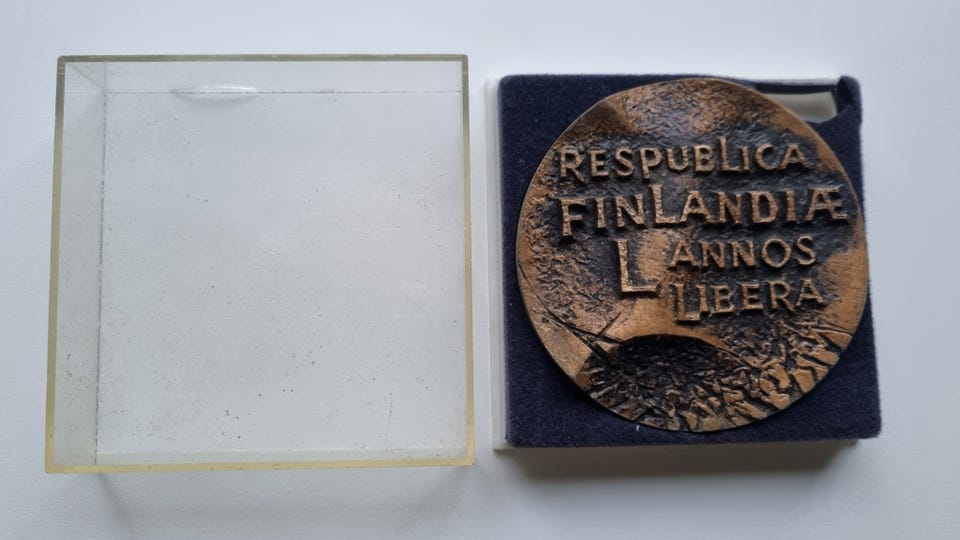 RESPUBLICA
FINLANDIÆ
L ANNOS
LIBERA